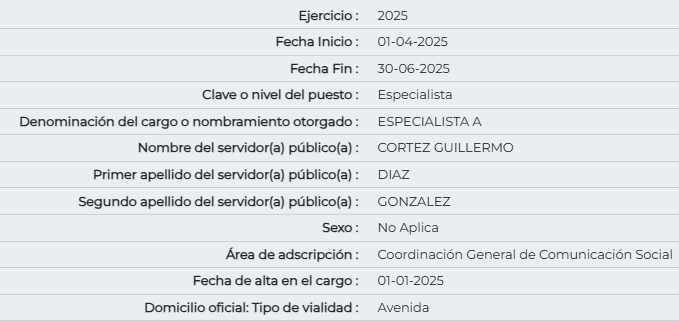 Ejercicio : 2025
Fecha Inicio : 01-04-2025
Fecha Fin : 30-06-2025
Clave o nivel del puesto : Especialista
Denominación del cargo o nombramiento otorgado : ESPECIALISTA A
Nombre del servidor(a) público(a) : CORTEZ GUILLERMO
Primer apellido del servidor(a) público(a) : DIAZ
Segundo apellido del servidor(a) público(a) : GONZALEZ
Sexo : No Aplica
Área de adscripción : Coordinación General de Comunicación Social
Fecha de alta en el cargo : 01-01-2025
Domicilio oficial: Tipo de vialidad : Avenida